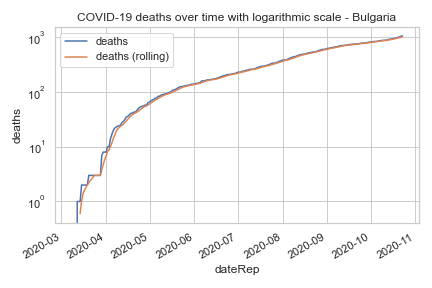 COVID-19 deaths over time with logarithmic scale - Bulgaria
deaths
deaths (rolling)
10³
10²
10¹
10⁰
deaths
2020-03
2020-04
2020-05
2020-06
2020-07
2020-08
2020-09
2020-10
2020-11
dateRep